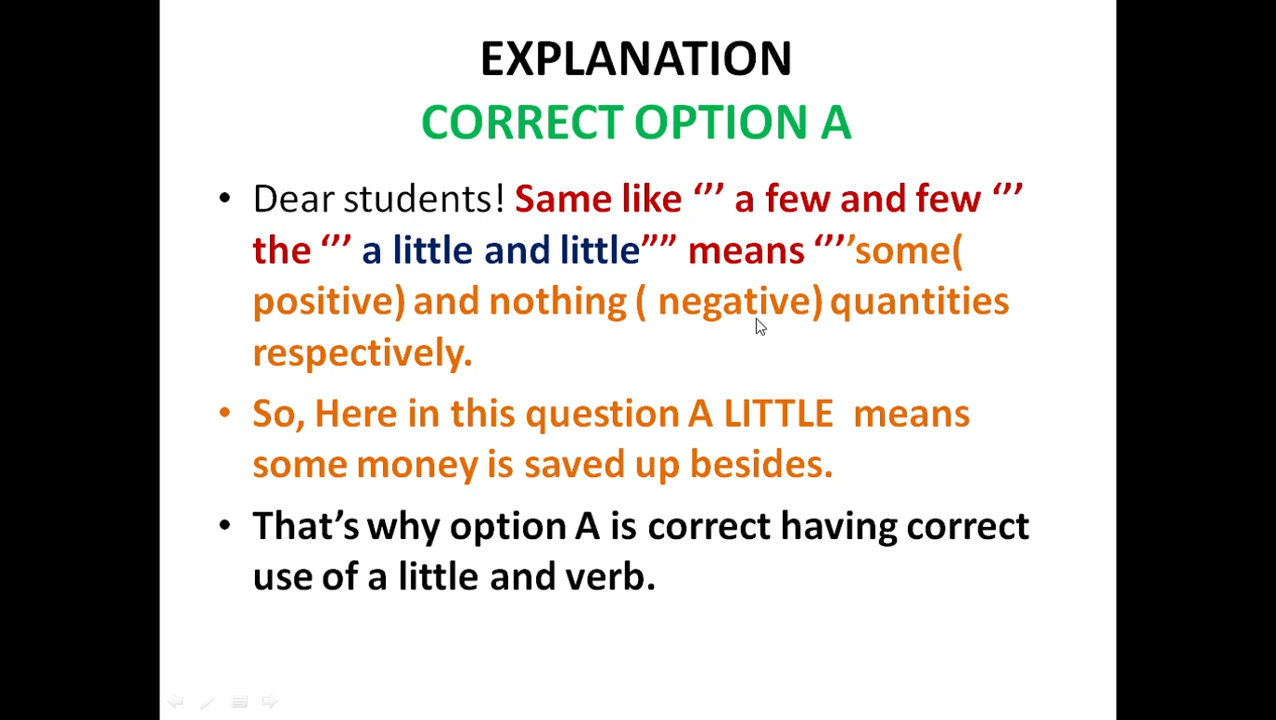 EXPLANATION
CORRECT OPTION A
• Dear students! Same like ‘’’ a few and few ‘’’
the ‘’’ a little and little”” means ‘’’’some(
positive) and nothing ( negative) quantities
respectively.
• So, Here in this question A LITTLE means
some money is saved up besides.
• That’s why option A is correct having correct
use of a little and verb.